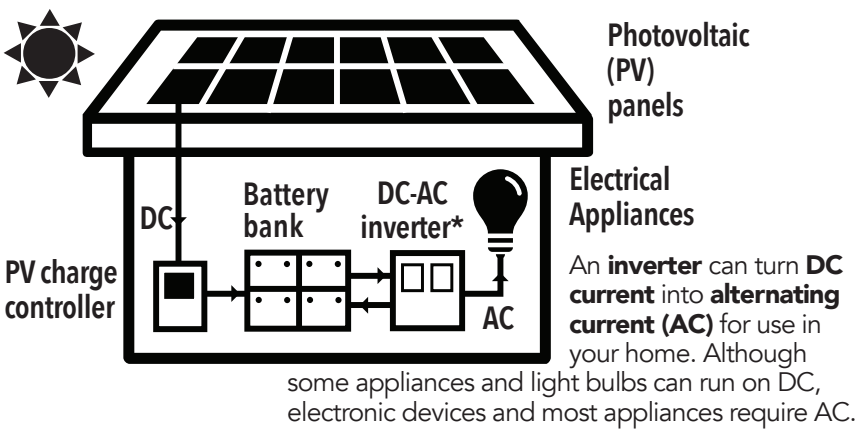 Photovoltaic
(PV)
panels
DC
Battery
bank
DC-AC
inverter*
Electrical
Appliances
PV charge
controller
AC
An inverter can turn DC
current into alternating
current (AC) for use in
your home. Although
some appliances and light bulbs can run on DC,
electronic devices and most appliances require AC.